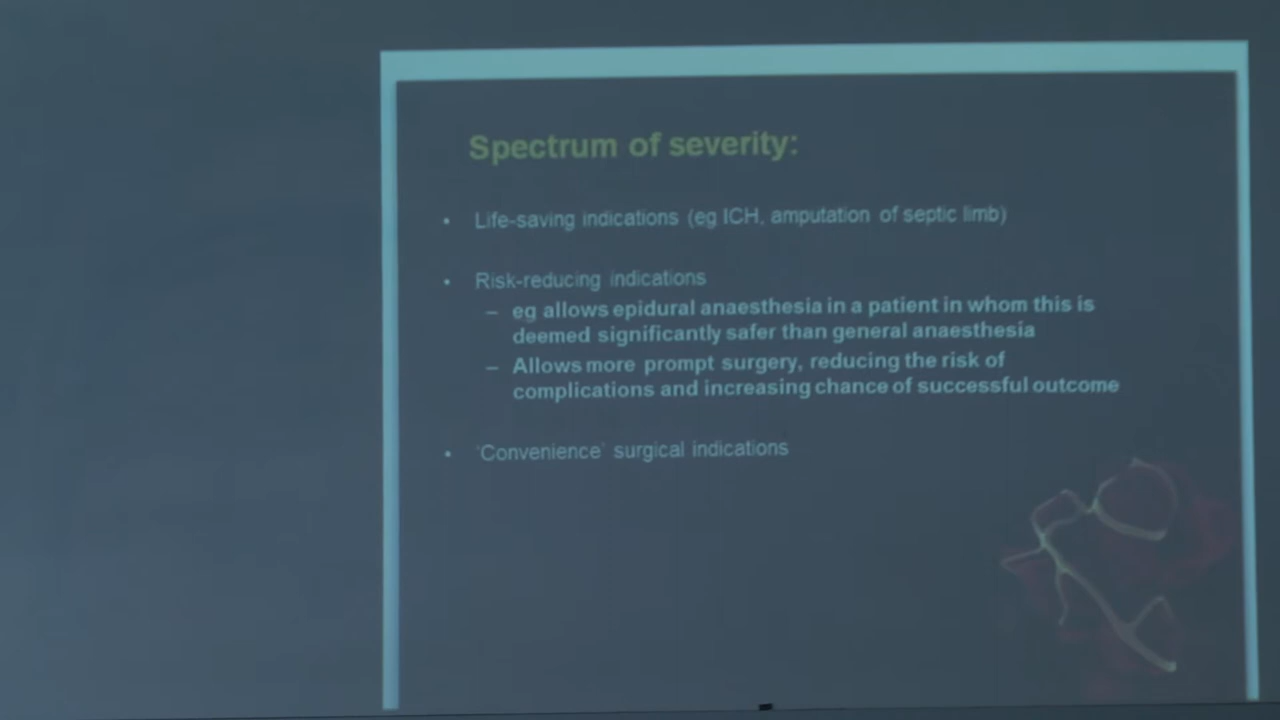 Spectrum of severity:
• Life-saving indications (eg ICH, amputation of septic limb)
• Risk-reducing indications
– eg allows epidural anaesthesia in a patient in whom this is
deemed significantly safer than general anaesthesia
– Allows more prompt surgery, reducing the risk of
complications and increasing chance of successful outcome
• ‘Convenience’ surgical indications